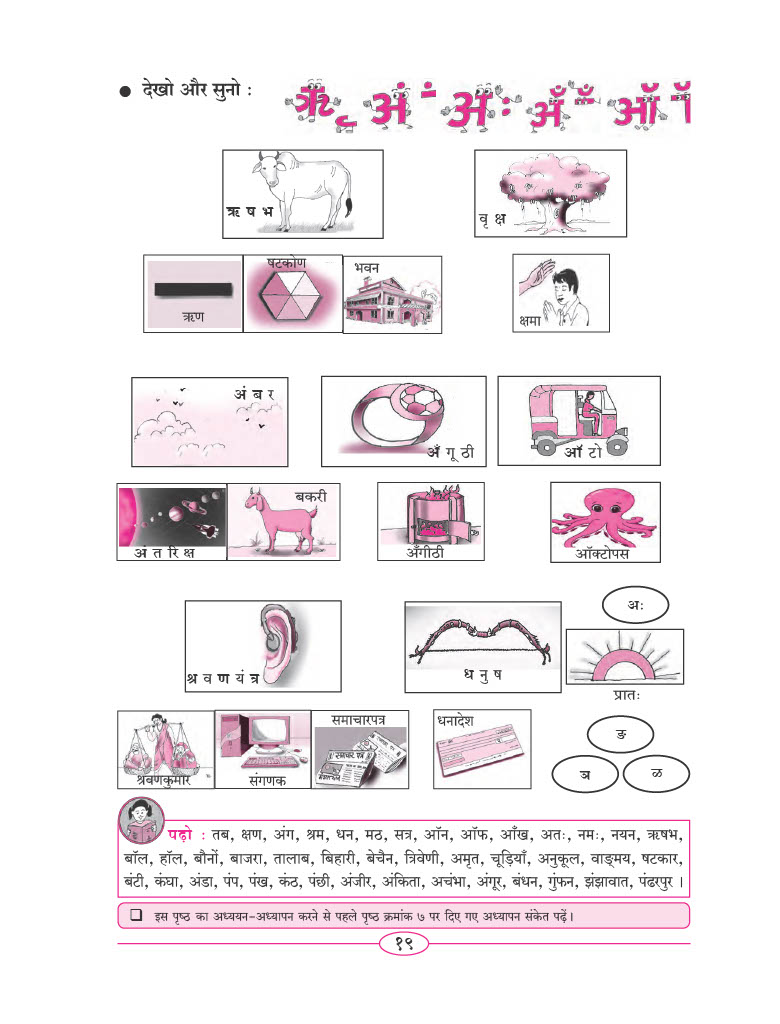 ● देखो और सुनो :
ऋ ृ अं ं अः ः अँ ँ आॅ ॉ
ऋ ष भ
वृ क्ष
ऋण
षटकोण
भवन
क्षमा
अं ब र
अँ गू ठी
ऑ टो
अं त रि क्ष
बकरी
अँगीठी
ऑक्टोपस
श्र व ण यं त्र
ध नु ष
अः
प्रातः
श्रवणकुमार
संगणक
समाचारपत्र
समाचार पत्र
धनादेश
ङ
ञ
ळ
पढ़ो : तब, क्षण, अंग, श्रम, धन, मठ, सत्र, ऑन, ऑफ, आँख, अतः, नमः, नयन, ऋषभ,
बॉल, हॉल, बौनों, बाजरा, तालाब, बिहारी, बेचैन, त्रिवेणी, अमृत, चूड़ियाँ, अनुकूल, वाङ्मय, षटकार,
बंटी, कंघा, अंडा, पंप, पंख, कंठ, पंछी, अंजीर, अंकिता, अचंभा, अंगूर, बंधन, गुंफन, झंझावात, पंढरपुर ।
❑ इस पृष्ठ का अध्ययन-अध्यापन करने से पहले पृष्ठ क्रमांक ७ पर दिए गए अध्यापन संकेत पढ़ें।
१९